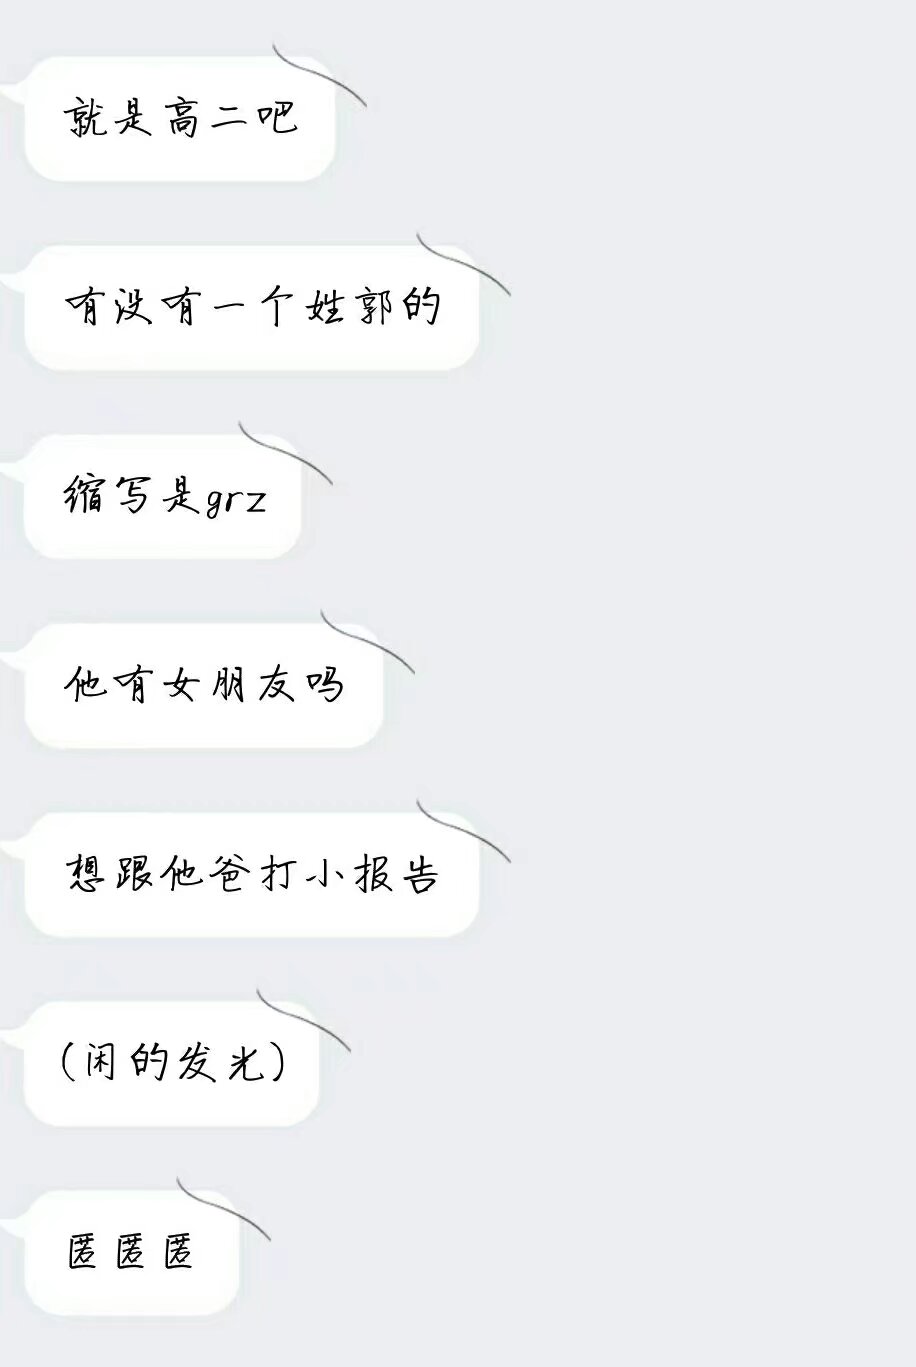 就是高二吧
有没有一个姓郭的
缩写是grz
他有女朋友吗
想跟他爸打小报告
(闲的发光)
匿匿匿